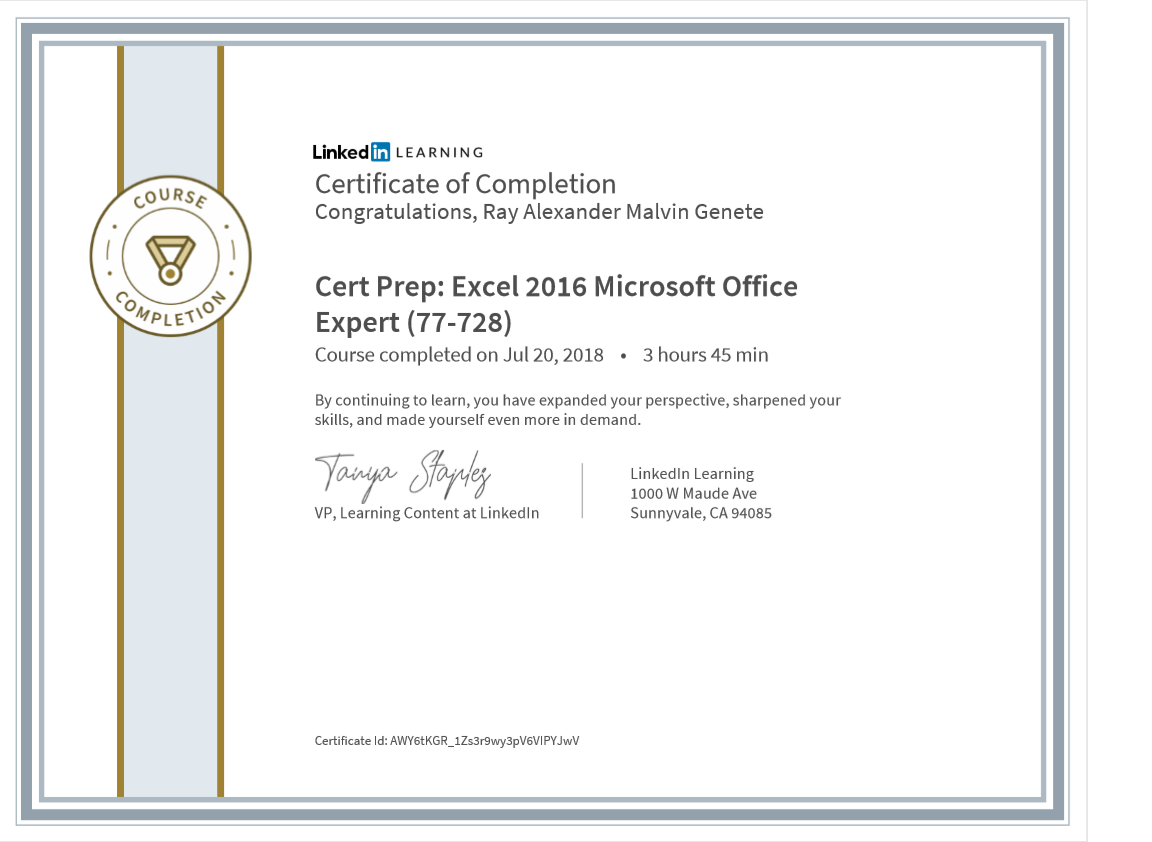 Linked in LEARNING
Certificate of Completion
Congratulations, Ray Alexander Malvin Genete
COURSE
COMPLETION
Cert Prep: Excel 2016 Microsoft Office
Expert (77-728)
Course completed on Jul 20, 2018 • 3 hours 45 min
By continuing to learn, you have expanded your perspective, sharpened your
skills, and made yourself even more in demand.
Tanya Staples
VP, Learning Content at LinkedIn
LinkedIn Learning
1000 W Maude Ave
Sunnyvale, CA 94085
Certificate Id: AWY6tKGR_1Zs3r9wy3pV6VIPYJwV